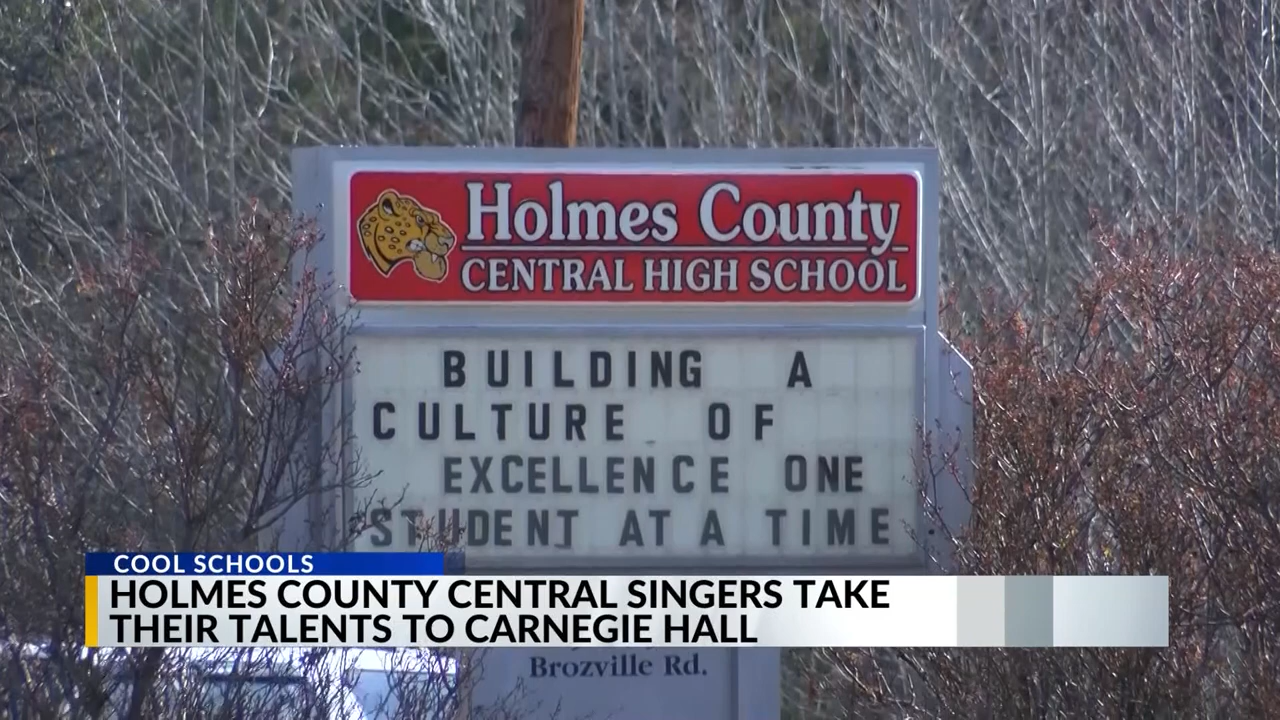 Holmes County
CENTRAL HIGH SCHOOL
BUILDING A
CULTURE OF
EXCELLENCE ONE
STUDENT AT A TIME
COOL SCHOOLS
HOLMES COUNTY CENTRAL SINGERS TAKE
THEIR TALENTS TO CARNEGIE HALL
Brozville Rd.